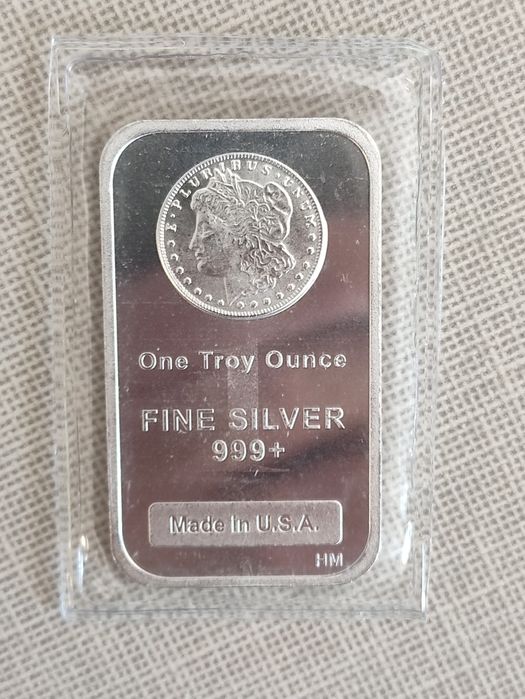 E·PLURIBUS·UNUM
One Troy Ounce
FINE SILVER
999+
Made In U.S.A.
HM